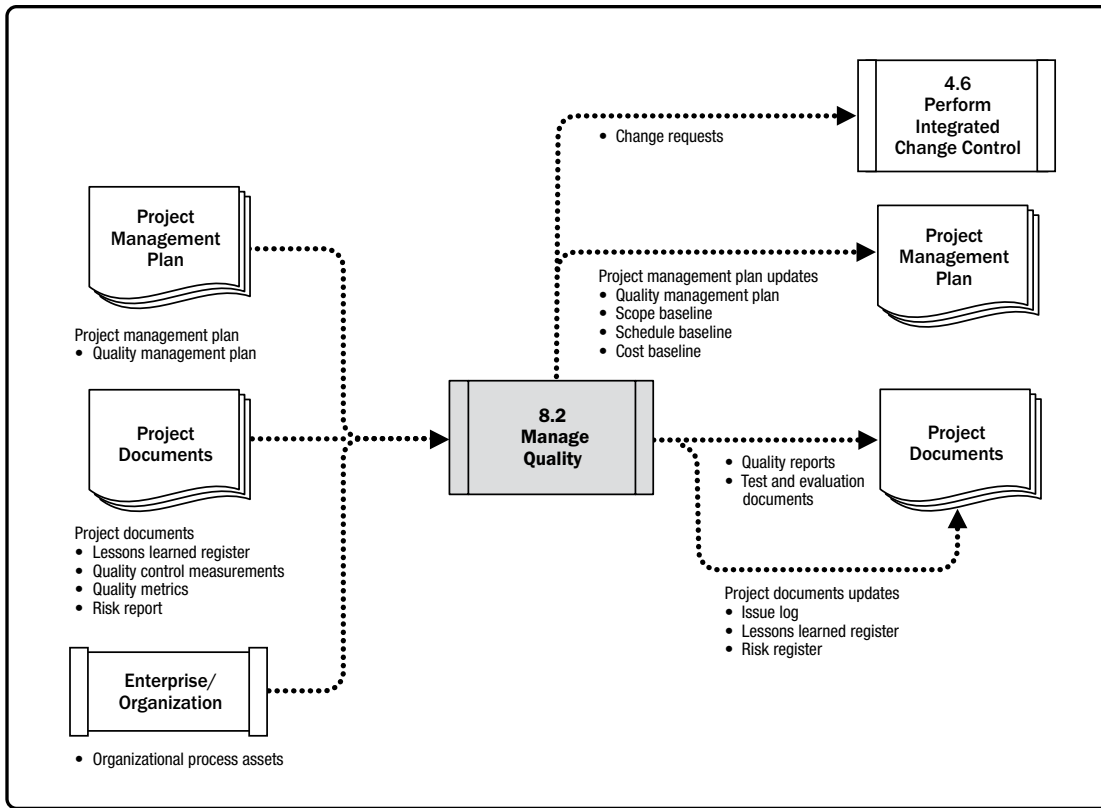 4.6
Perform
Integrated
Change Control
• Change requests
Project
Management
Plan
Project management plan
• Quality management plan
Project
Management
Plan
Project management plan updates
• Quality management plan
• Scope baseline
• Schedule baseline
• Cost baseline
8.2
Manage
Quality
Project
Documents
Project documents
• Lessons learned register
• Quality control measurements
• Quality metrics
• Risk report
Project
Documents
• Quality reports
• Test and evaluation
documents
Project documents updates
• Issue log
• Lessons learned register
• Risk register
Enterprise/
Organization
• Organizational process assets